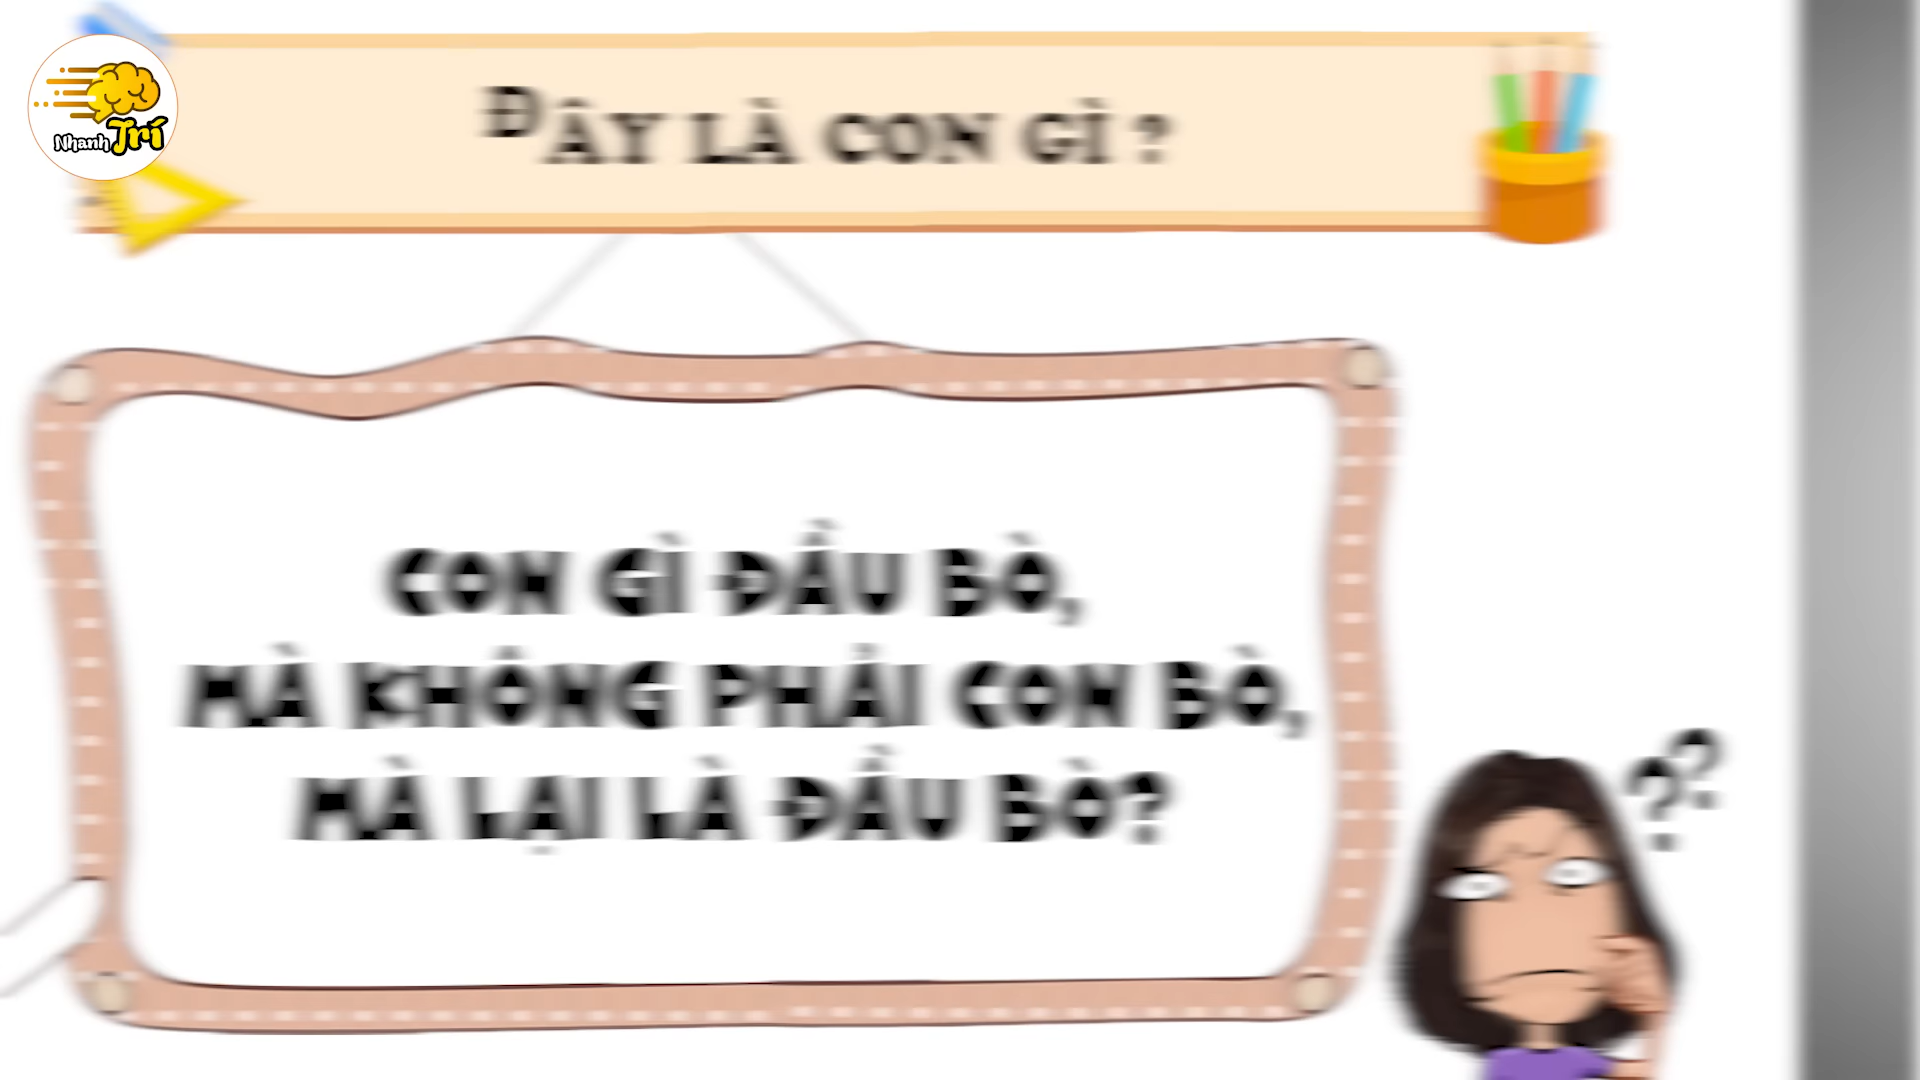 Nhanh Trí
ĐÂY LÀ CON GÌ ?
CON GÌ ĐẦU BÒ,
MÀ KHÔNG PHẢI CON BÒ,
MÀ LẠI LÀ ĐẦU BÒ?
??